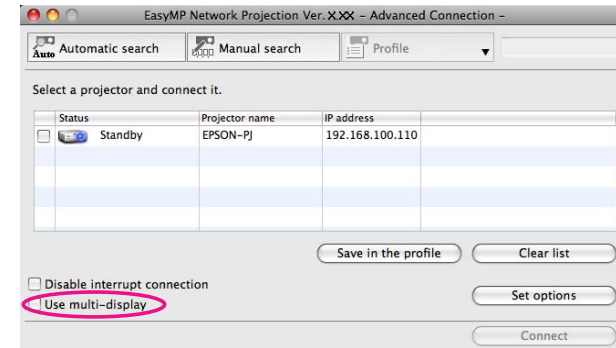 EasyMP Network Projection Ver.X.XX – Advanced Connection –
Auto Automatic search Manual search Profile
Select a projector and connect it.
Status Projector name IP address
Standby EPSON-PJ 192.168.100.110
Save in the profile Clear list
Disable interrupt connection
Set options
Use multi-display
Connect